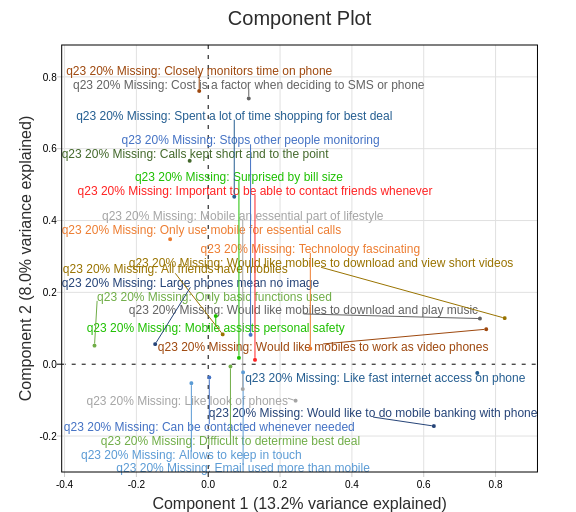 Component Plot
q23 20% Missing: Closely monitors time on phone
q23 20% Missing: Cost is a factor when deciding to SMS or phone
q23 20% Missing: Spent a lot of time shopping for best deal
q23 20% Missing: Stops other people monitoring
q23 20% Missing: Calls kept short and to the point
q23 20% Missing: Surprised by bill size
q23 20% Missing: Important to be able to contact friends whenever
q23 20% Missing: Mobile an essential part of lifestyle
q23 20% Missing: Only use mobile for essential calls
q23 20% Missing: Technology fascinating
q23 20% Missing: Would like mobiles to download and view short videos
q23 20% Missing: All friends have mobiles
q23 20% Missing: Large phones mean no image
q23 20% Missing: Only basic functions used
q23 20% Missing: Would like mobiles to download and play music
q23 20% Missing: Mobile assists personal safety
q23 20% Missing: Would like mobiles to work as video phones
q23 20% Missing: Like fast internet access on phone
q23 20% Missing: Like look of phones
q23 20% Missing: Would like to do mobile banking with phone
q23 20% Missing: Can be contacted whenever needed
q23 20% Missing: Difficult to determine best deal
q23 20% Missing: Allows to keep in touch
q23 20% Missing: Email used more than mobile
0.8
0.6
0.4
0.2
0.0
-0.2
-0.4
0.2
0.0
0.2
0.4
0.6
0.8
Component 1 (13.2% variance explained)
Component 2 (8.0% variance explained)